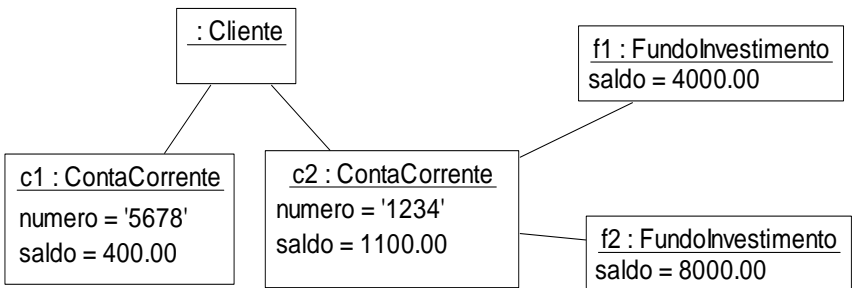 : Cliente
f1 : FundoInvestimento
saldo = 4000.00
c1 : ContaCorrente
numero = '5678'
saldo = 400.00
c2 : ContaCorrente
numero = '1234'
saldo = 1100.00
f2 : FundoInvestimento
saldo = 8000.00